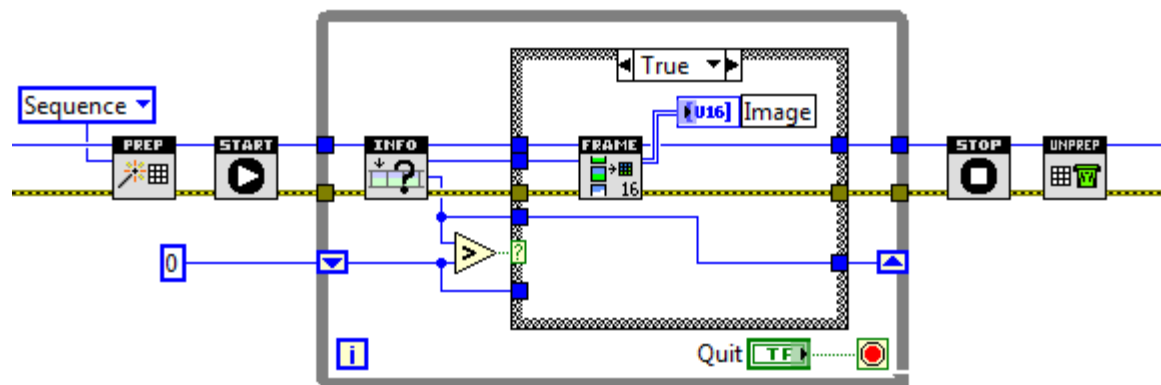 True
Sequence
[U16] Image
PREP
START
INFO
FRAME
STOP
UNPREP
16
?
>
?
0
i
Quit TF